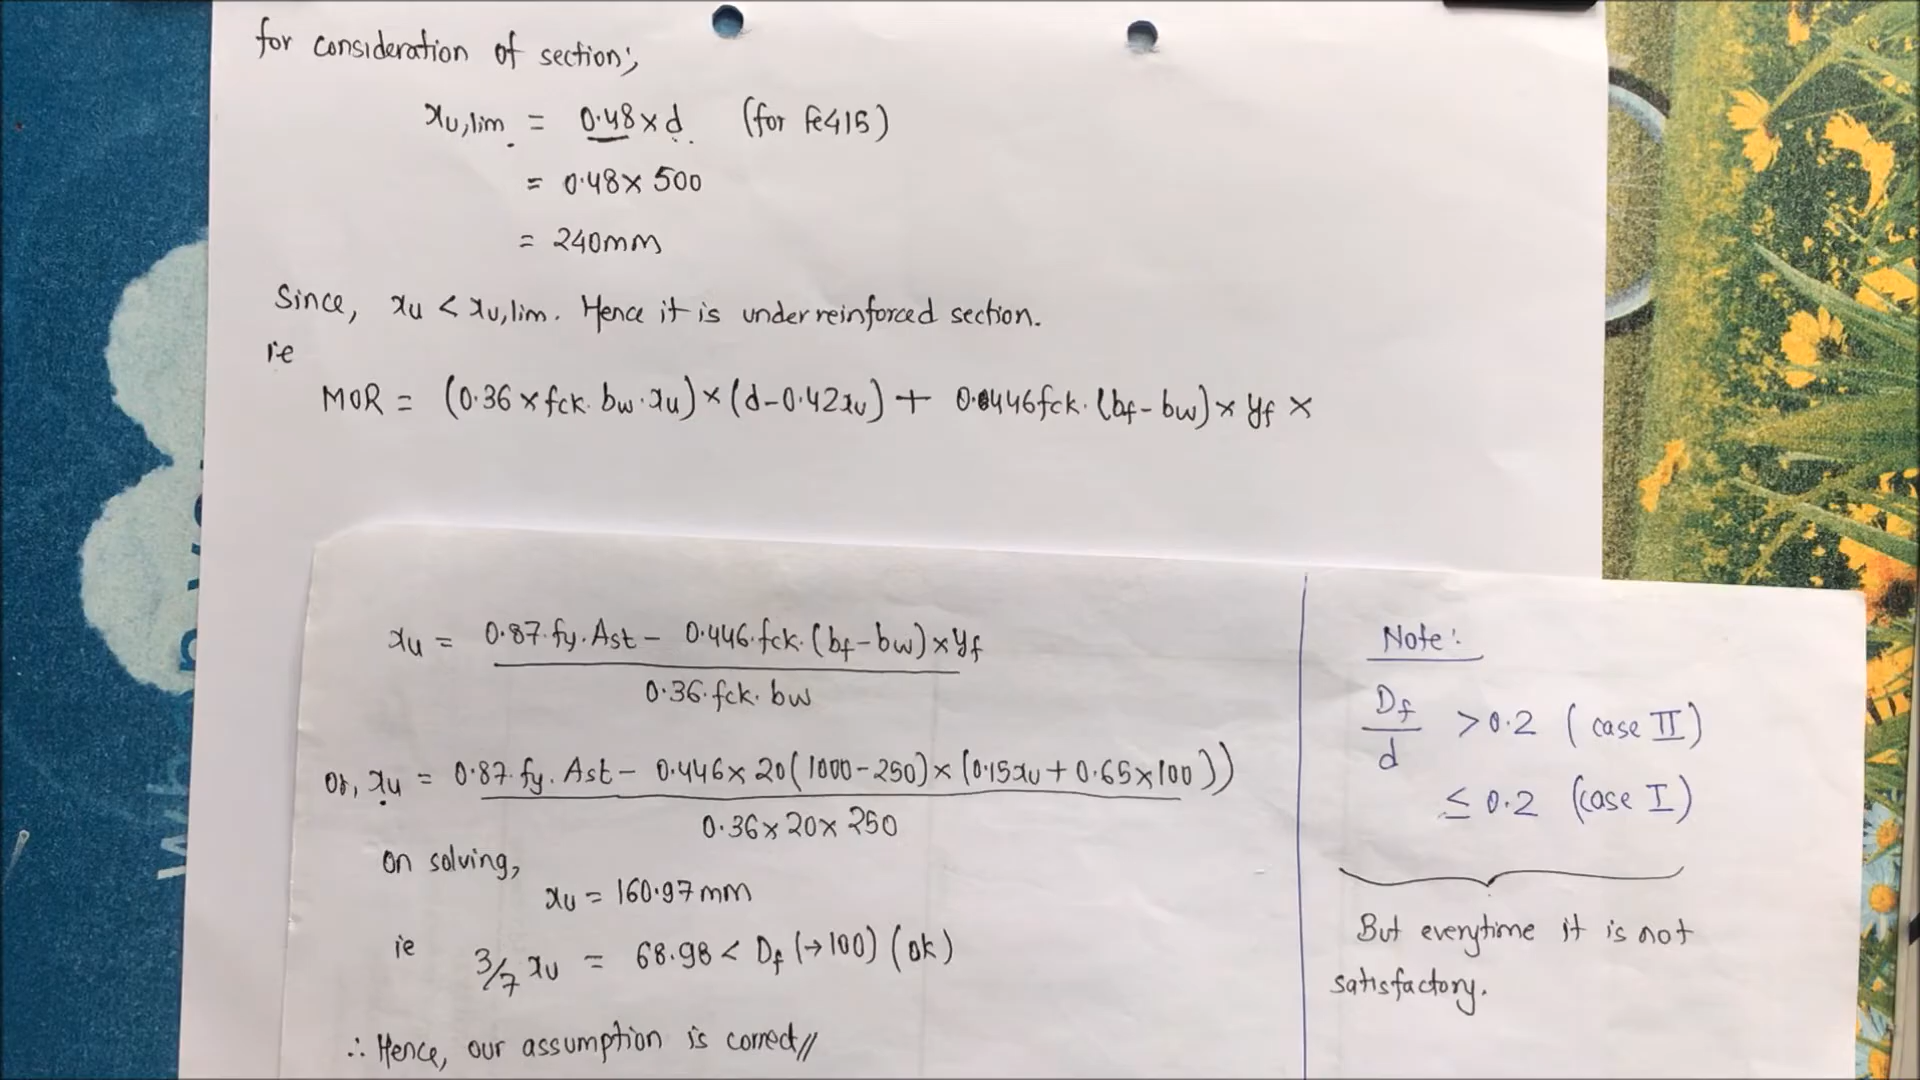 for consideration of section;
xu,lim = 0.48 x d (for fe415)
= 0.48 x 500
= 240mm
Since, xu < xu,lim. Hence it is under reinforced section.
ie
MOR = (0.36 x fck. bw. xu) x (d-0.42xu) + 0.446fck. (bf - bw) x yf x
xu = 0.87. fy. Ast - 0.446. fck. (bf - bw) x yf
0.36. fck. bw
Or, xu = 0.87. fy. Ast - 0.446 x 20(1000-250) x (0.15xu + 0.65x100))
0.36 x 20 x 250
On solving,
xu = 160.97mm
ie 3/7 xu = 68.98 < Df (→100) (ok)
∴ Hence, our assumption is correct//
Note:
Df
d
>0.2 (case II)
≤ 0.2 (case I)
But everytime it is not
satisfactory.